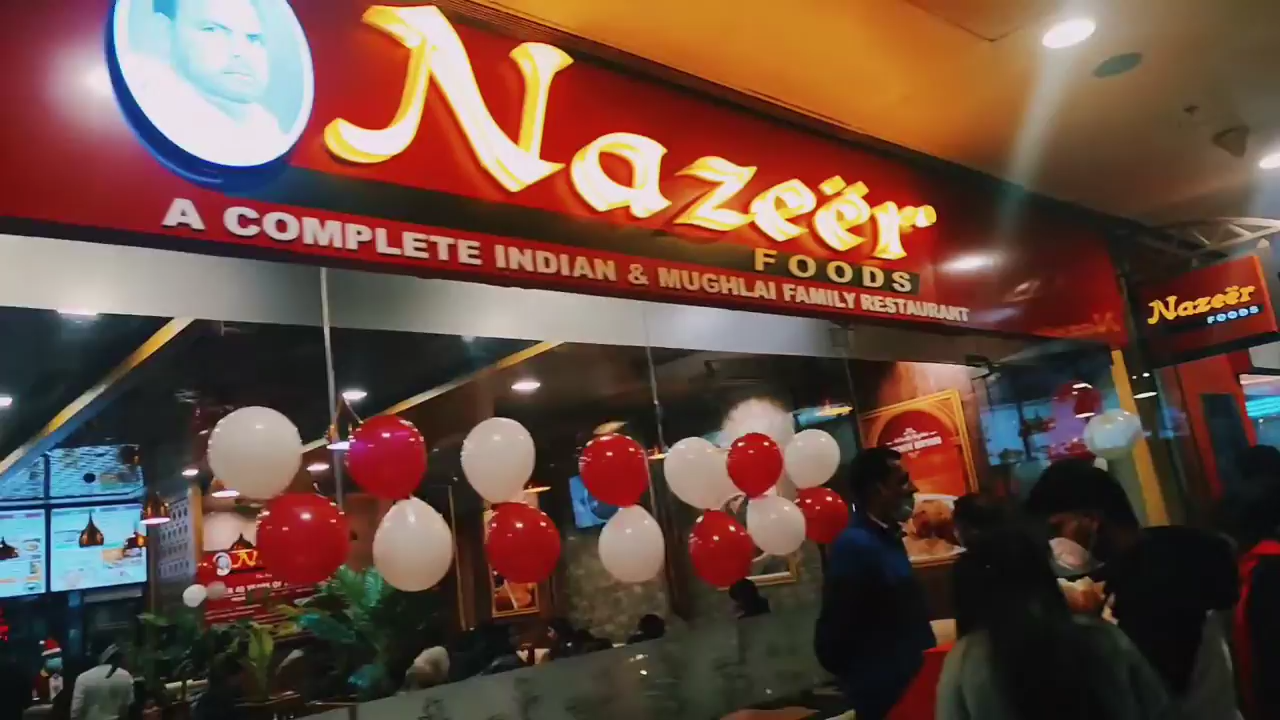 Nazeër
FOODS
A COMPLETE INDIAN & MUGHLAI FAMILY RESTAURANT
Nazeër
FOODS